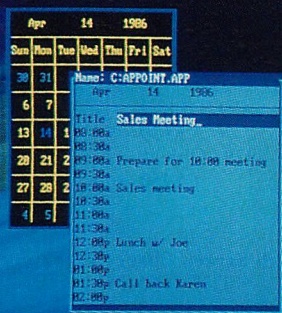 Apr 14 1986
Sun Mon Tue Wed Thu Fri Sat
30 31
6 7
13 14 1
20 21 2
27 28 2
4 5
Name: C:APPOINT.APP
Apr 14 1986
Title Sales Meeting_
08:00a
08:30a
09:00a Prepare for 10:00 meeting
09:30a
10:00a Sales meeting
10:30a
11:00a
11:30a
12:00p Lunch w/ Joe
12:30p
01:00p
01:30p Call back Karen
02:00p